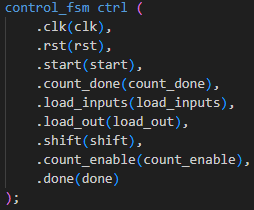 control_fsm ctrl (
    .clk(clk),
    .rst(rst),
    .start(start),
    .count_done(count_done),
    .load_inputs(load_inputs),
    .load_out(load_out),
    .shift(shift),
    .count_enable(count_enable),
    .done(done)
);